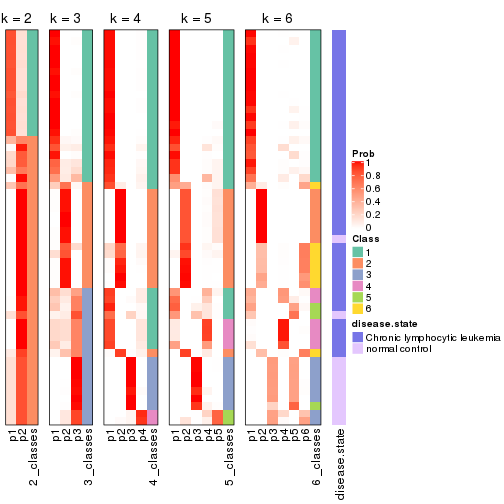 k = 2 k = 3 k = 4 k = 5 k = 6
p1 p2 2_classes p1 p2 p3 3_classes p1 p2 p3 p4 4_classes p1 p2 p3 p4 p5 5_classes p1 p2 p3 p4 p5 p6 6_classes disease.state
Prob
1
0.8
0.6
0.4
0.2
0
Class
1
2
3
4
5
6
disease.state
Chronic lymphocytic leukemia
normal control